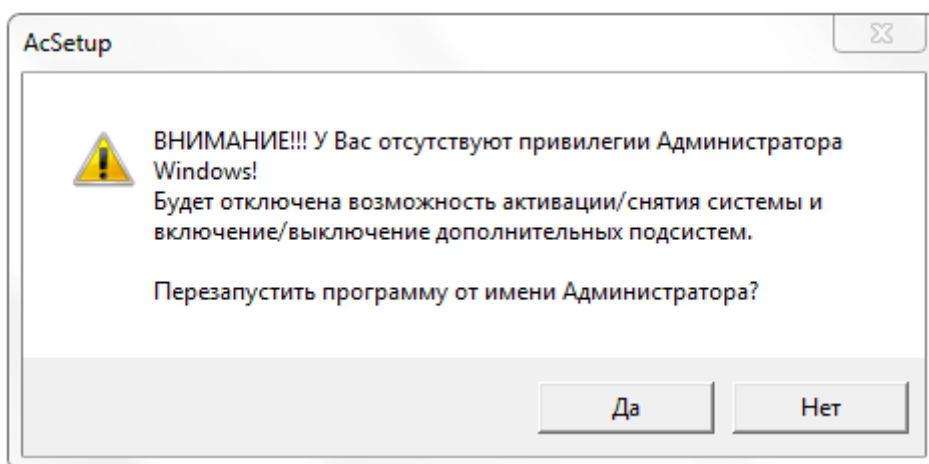 AcSetup
ВНИМАНИЕ!!! У Вас отсутствуют привилегии Администратора
Windows!
Будет отключена возможность активации/снятия системы и
включение/выключение дополнительных подсистем.
Перезапустить программу от имени Администратора?
Да
Нет